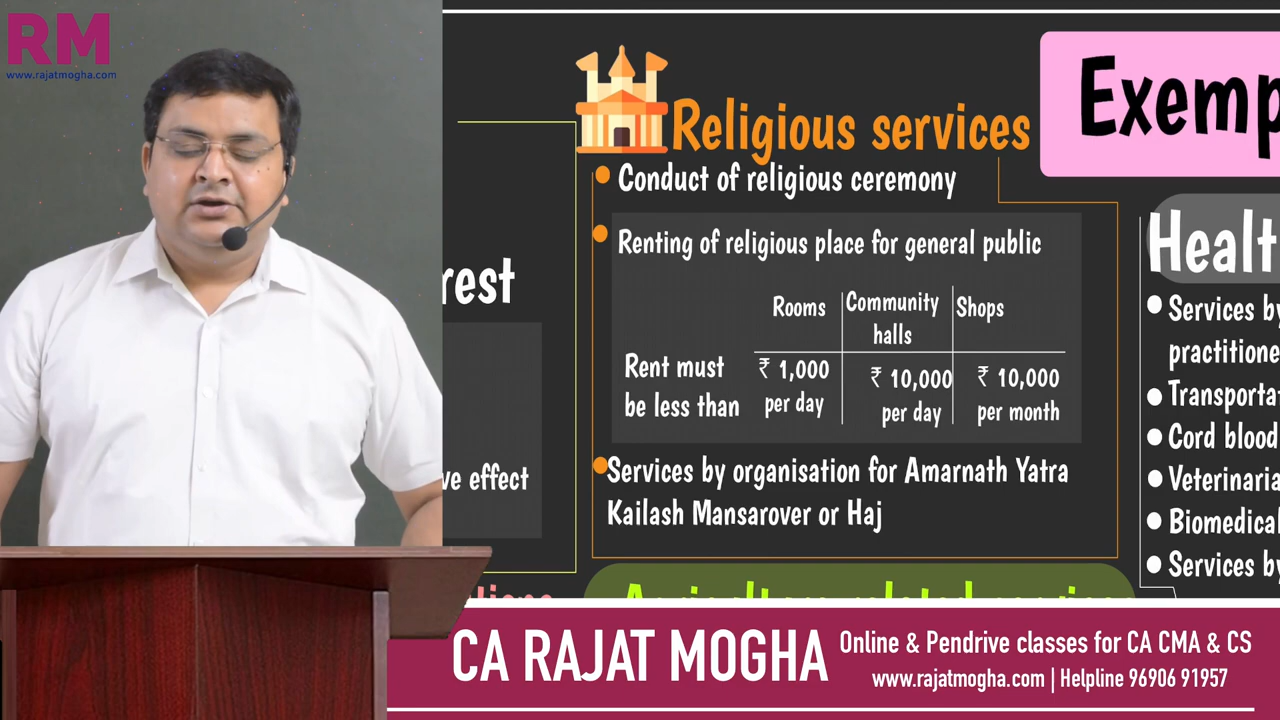 RM
www.rajatmogha.com
Religious services
Exemp
Conduct of religious ceremony
Renting of religious place for general public
rest
Healt
Rooms
Community
halls
Shops
Services by
practitione
Rent must
be less than
₹ 1,000
per day
₹ 10,000
per day
₹ 10,000
per month
Transporta
Cord blood
ve effect
Services by organisation for Amarnath Yatra
Kailash Mansarover or Haj
Veterinaria
Biomedical
Services by
CA RAJAT MOGHA
Online & Pendrive classes for CA CMA & CS
www.rajatmogha.com | Helpline 96906 91957